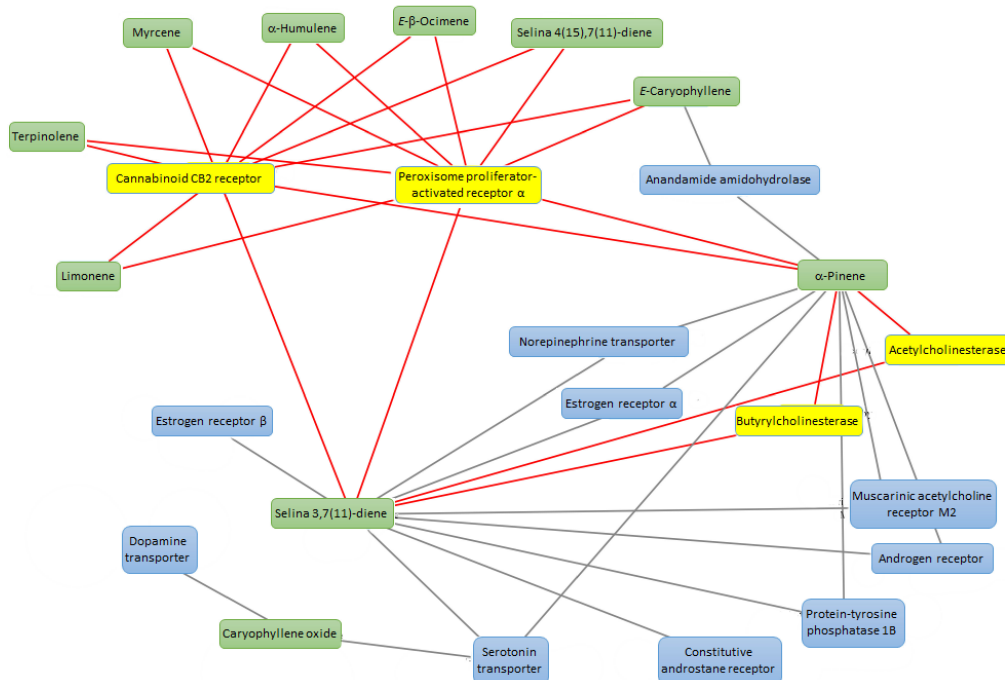 Myrcene
α-Humulene
E-β-Ocimene
Selina 4(15),7(11)-diene
E-Caryophyllene
Terpinolene
Cannabinoid CB2 receptor
Peroxisome proliferator-
activated receptor α
Anandamide amidohydrolase
Limonene
α-Pinene
Norepinephrine transporter
Acetylcholinesterase
Estrogen receptor α
Estrogen receptor β
Butyrylcholinesterase
Selina 3,7(11)-diene
Muscarinic acetylcholine
receptor M2
Dopamine
transporter
Androgen receptor
Caryophyllene oxide
Protein-tyrosine
phosphatase 1B
Serotonin
transporter
Constitutive
androstane receptor